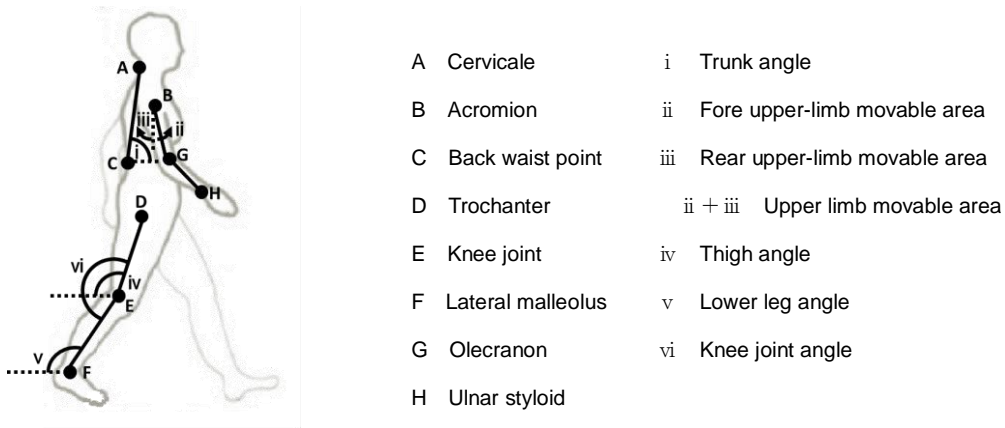 A Cervicale ⅰ Trunk angle
B Acromion ⅱ Fore upper-limb movable area
C Back waist point ⅲ Rear upper-limb movable area
D Trochanter ⅱ+ⅲ Upper limb movable area
E Knee joint ⅳ Thigh angle
F Lateral malleolus ⅴ Lower leg angle
G Olecranon ⅵ Knee joint angle
H Ulnar styloid
A
B
iii
ii
C
i
G
H
D
vi
iv
E
v
F